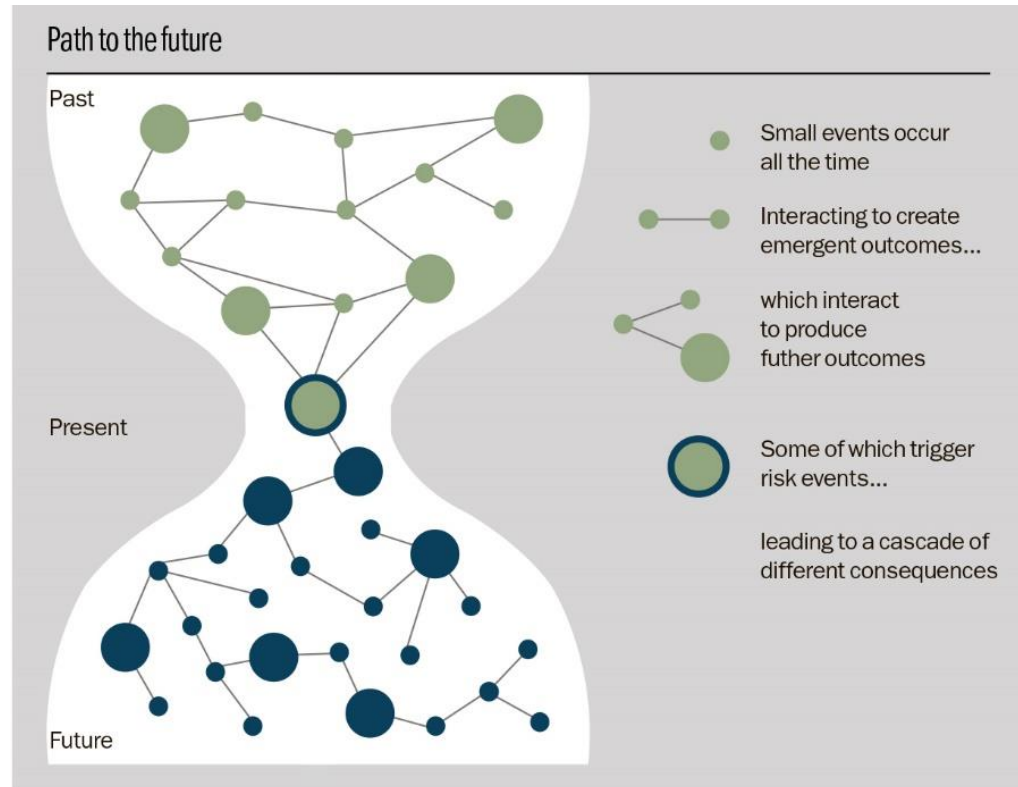 Path to the future
Past
Small events occur
all the time
Interacting to create
emergent outcomes...
which interact
to produce
futher outcomes
Present
Some of which trigger
risk events...
leading to a cascade of
different consequences
Future